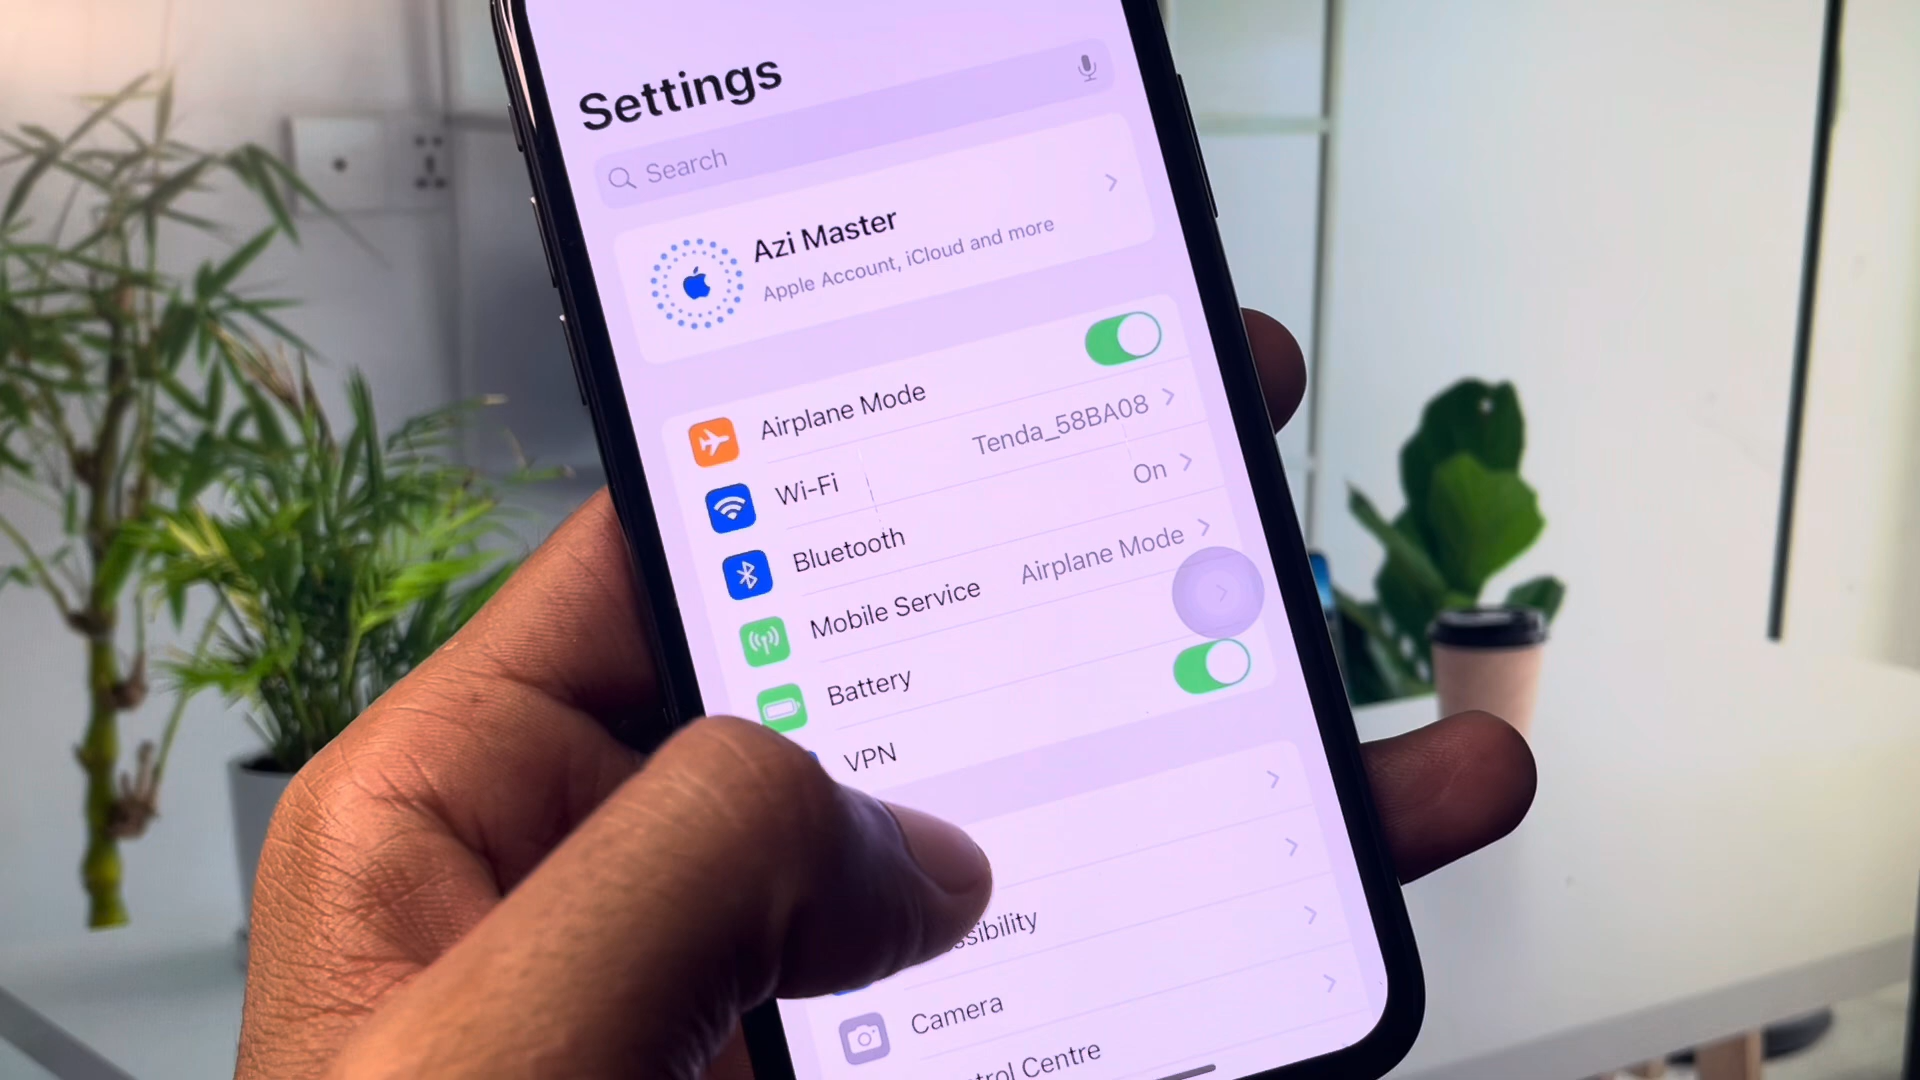 Settings
Search
Azi Master
Apple Account, iCloud and more
Airplane Mode
Wi-Fi Tenda_58BA08
Bluetooth On
Mobile Service Airplane Mode
Battery
VPN
ssibility
Camera
trol Centre